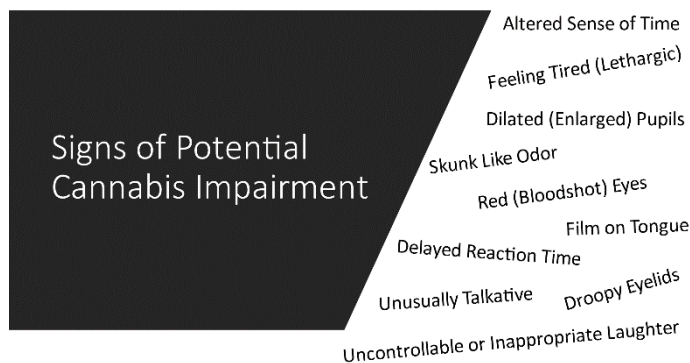 Signs of Potential
Cannabis Impairment
Altered Sense of Time
Feeling Tired (Lethargic)
Dilated (Enlarged) Pupils
Skunk Like Odor
Red (Bloodshot) Eyes
Film on Tongue
Delayed Reaction Time
Unusually Talkative
Droopy Eyelids
Uncontrollable or Inappropriate Laughter